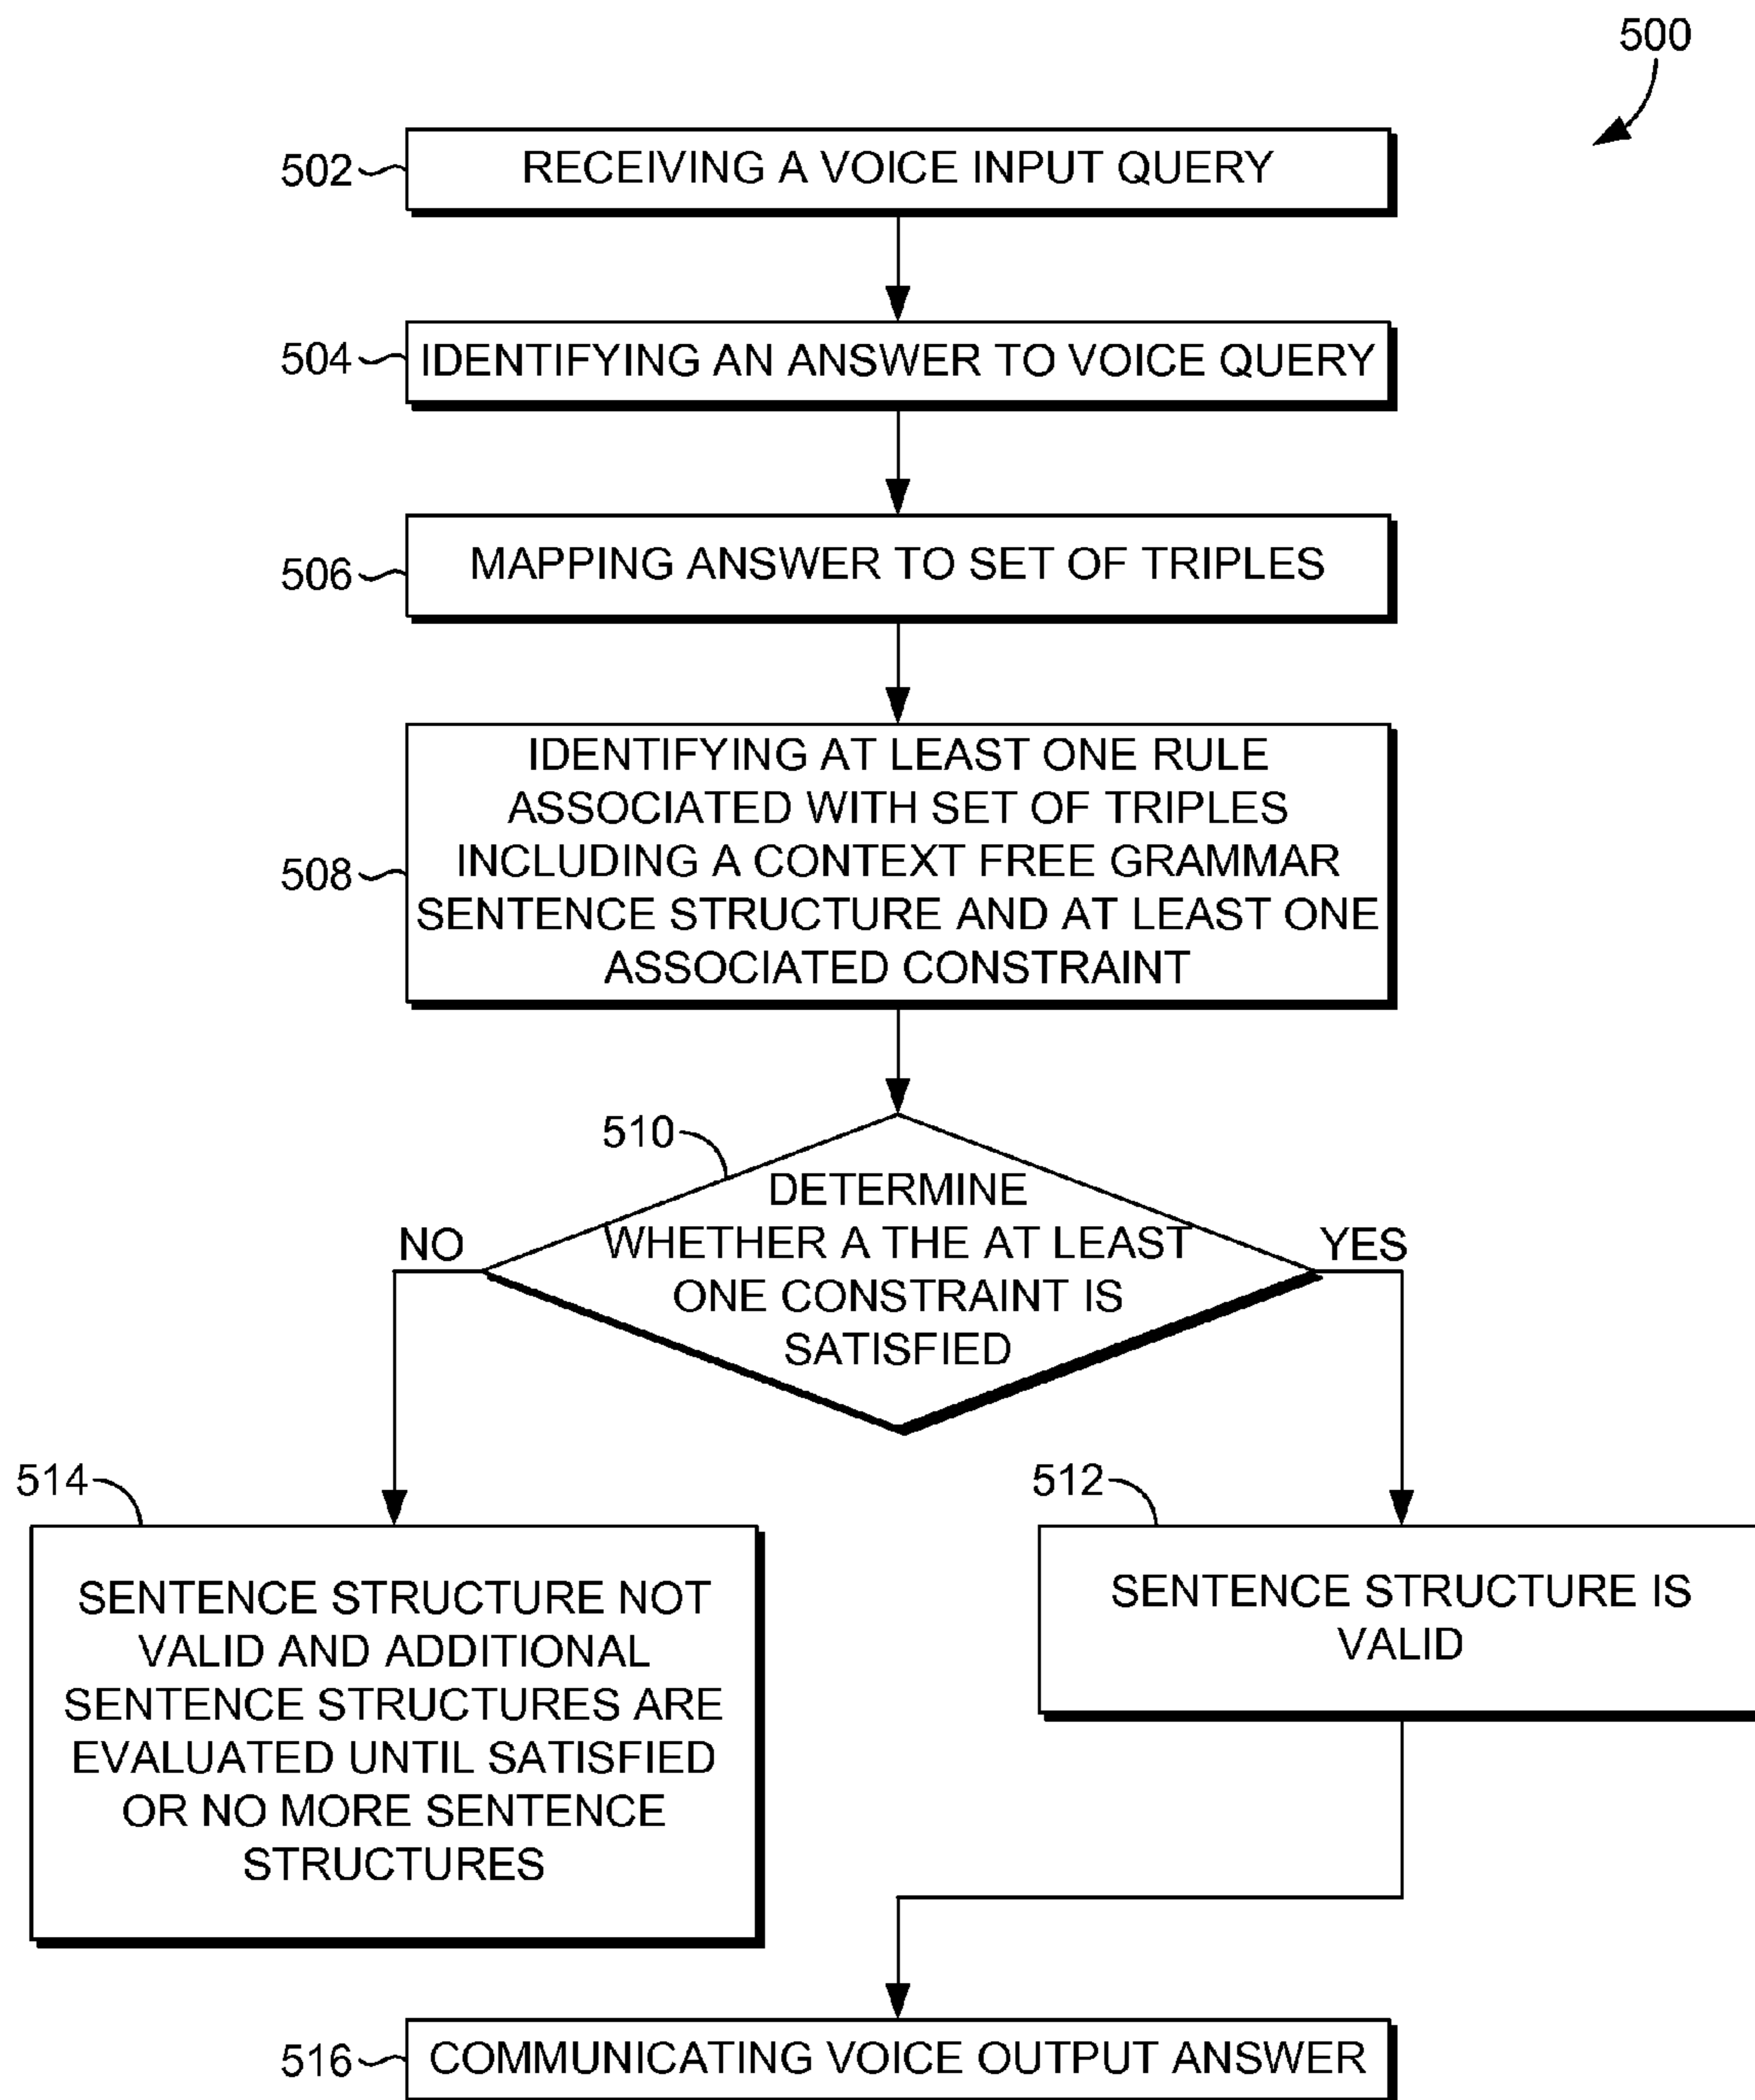 500
502
RECEIVING A VOICE INPUT QUERY
504
IDENTIFYING AN ANSWER TO VOICE QUERY
506
MAPPING ANSWER TO SET OF TRIPLES
508
IDENTIFYING AT LEAST ONE RULE
ASSOCIATED WITH SET OF TRIPLES
INCLUDING A CONTEXT FREE GRAMMAR
SENTENCE STRUCTURE AND AT LEAST ONE
ASSOCIATED CONSTRAINT
510
DETERMINE
WHETHER A THE AT LEAST
ONE CONSTRAINT IS
SATISFIED
NO
YES
514
SENTENCE STRUCTURE NOT
VALID AND ADDITIONAL
SENTENCE STRUCTURES ARE
EVALUATED UNTIL SATISFIED
OR NO MORE SENTENCE
STRUCTURES
512
SENTENCE STRUCTURE IS
VALID
516
COMMUNICATING VOICE OUTPUT ANSWER